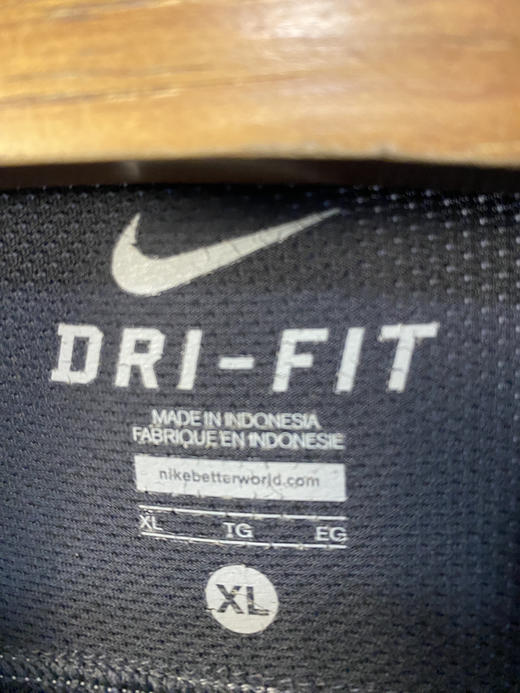 DRI-FIT
MADE IN INDONESIA
FABRIQUE EN INDONESIE
nikebetterworld.com
XL TG EG
XL